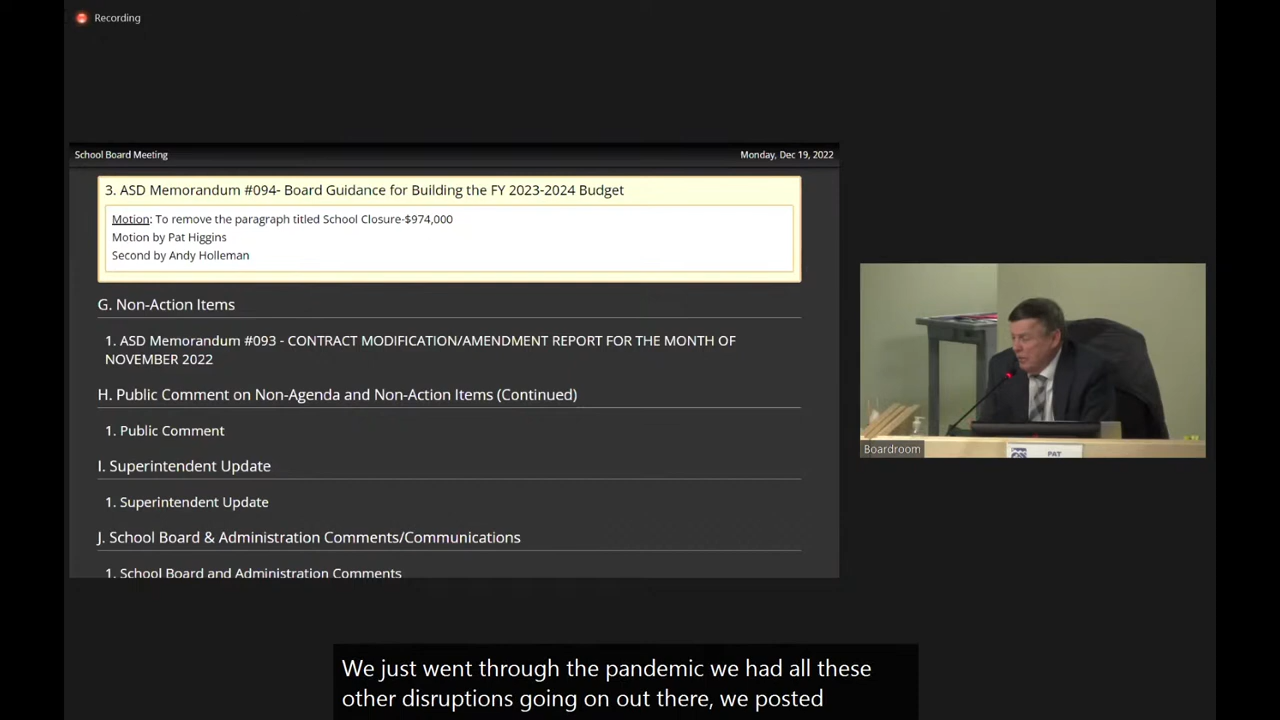 Recording
School Board Meeting
Monday, Dec 19, 2022
3. ASD Memorandum #094- Board Guidance for Building the FY 2023-2024 Budget
Motion: To remove the paragraph titled School Closure-$974,000
Motion by Pat Higgins
Second by Andy Holleman
G. Non-Action Items
1. ASD Memorandum #093 - CONTRACT MODIFICATION/AMENDMENT REPORT FOR THE MONTH OF
NOVEMBER 2022
H. Public Comment on Non-Agenda and Non-Action Items (Continued)
1. Public Comment
I. Superintendent Update
1. Superintendent Update
J. School Board & Administration Comments/Communications
1. School Board and Administration Comments
Boardroom
PAT
We just went through the pandemic we had all these
other disruptions going on out there, we posted